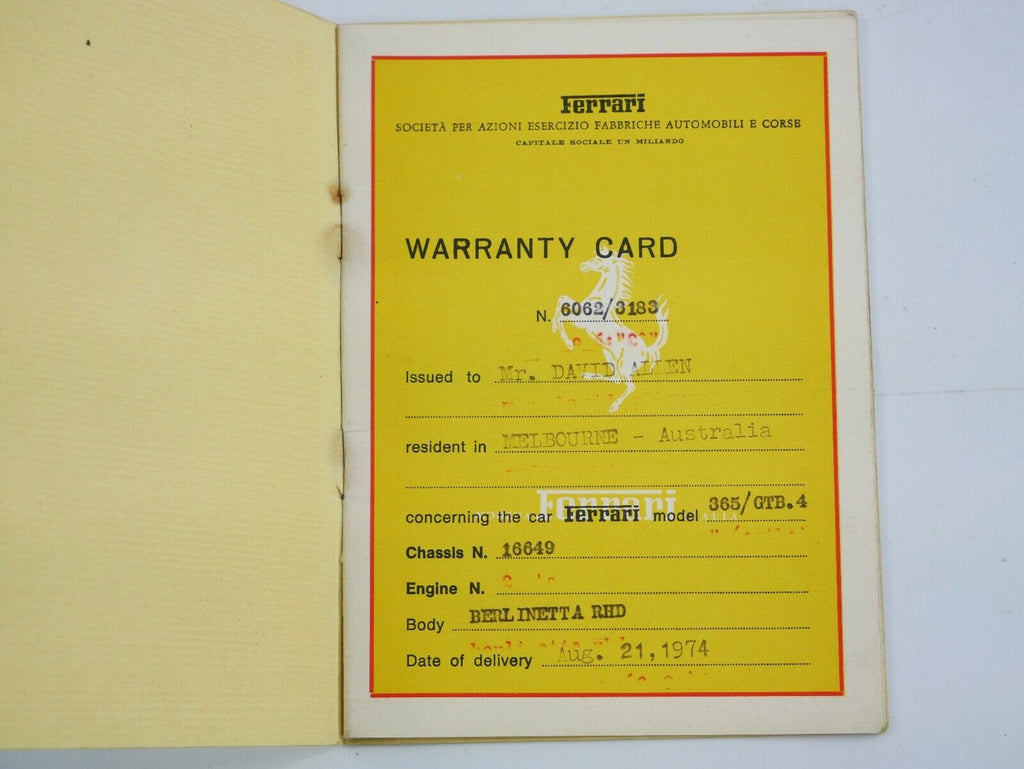 Ferrari
SOCIETÀ PER AZIONI ESERCIZIO FABBRICHE AUTOMOBILI E CORSE
CAPITALE SOCIALE UN MILIARDO
WARRANTY CARD
N. 6062/3183
Issued to Mr. DAVID ALLEN
resident in MELBOURNE - Australia
Ferrari
concerning the car Ferrari model 365/GTB.4
Chassis N. 16649
Engine N.
Body BERLINETTA RHD
Date of delivery Aug. 21,1974